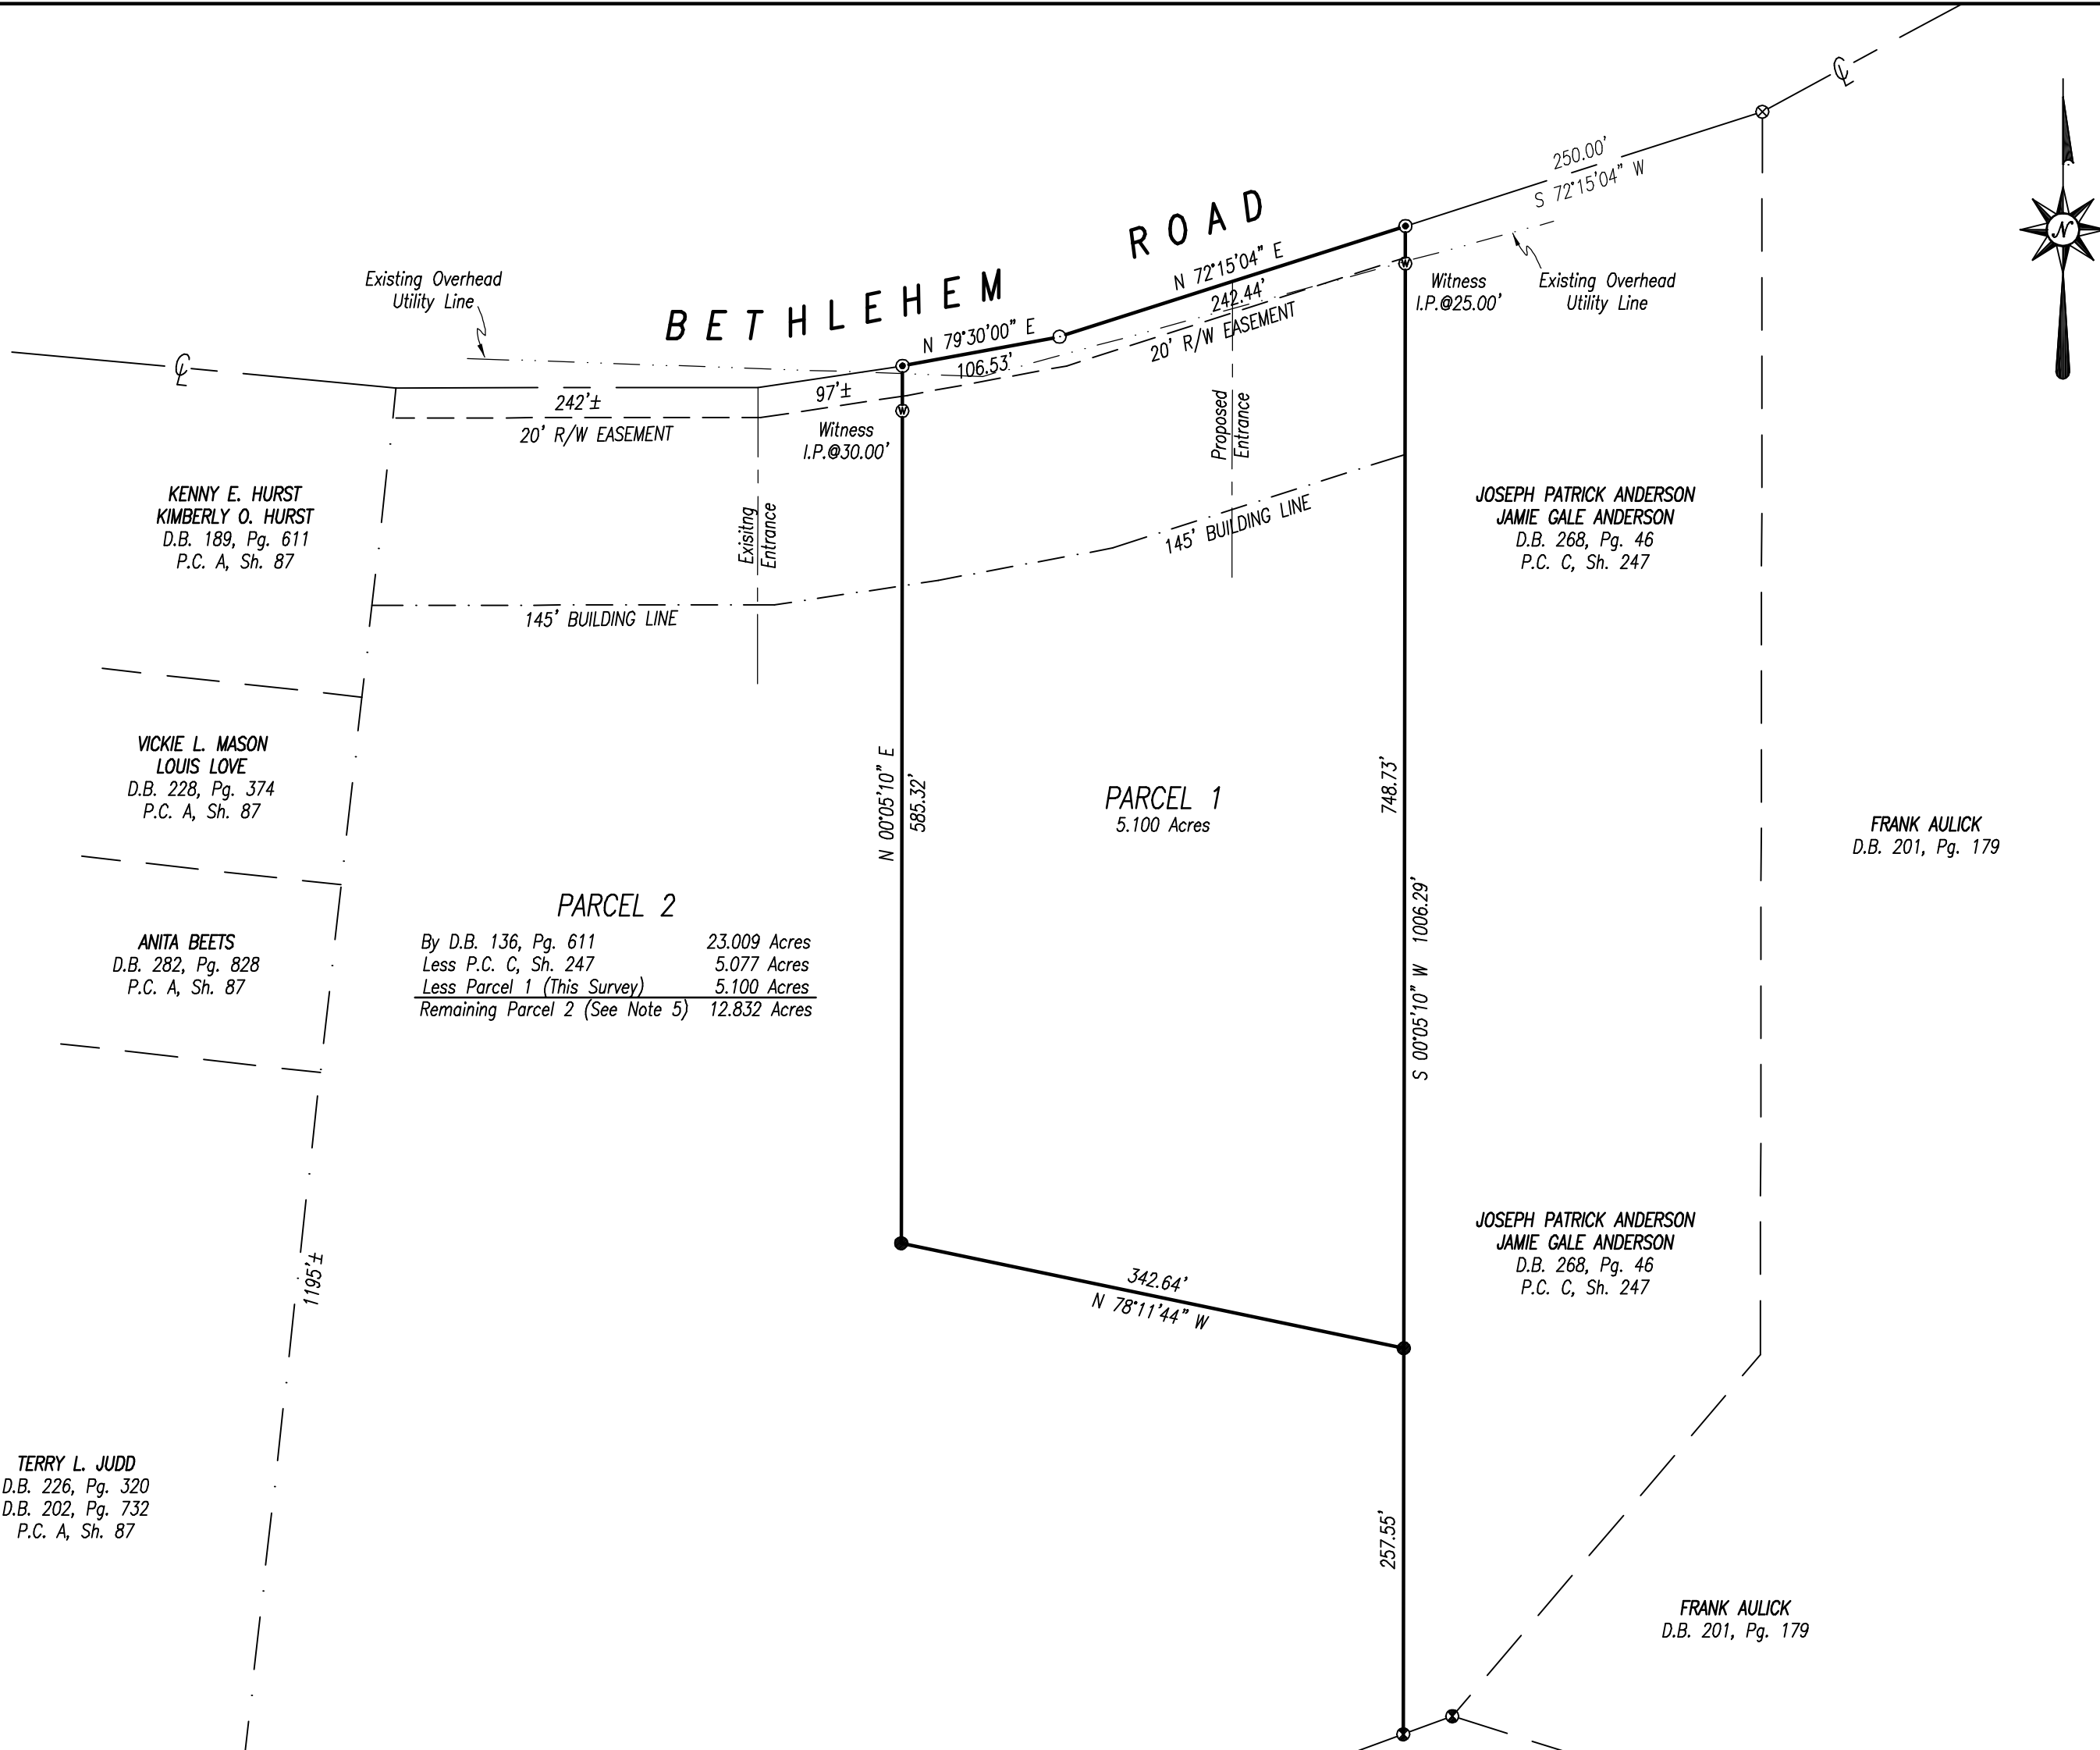 ℄
250.00'
S 72°15'04" W
BETHLEHEM ROAD
N 72°15'04" E
242.44'
20' R/W EASEMENT
N 79°30'00" E
106.53'
Existing Overhead
Utility Line
Witness
I.P.@25.00'
Existing Overhead
Utility Line
N
℄
242'±
20' R/W EASEMENT
97'±
W
W
Witness
I.P.@30.00'
Proposed
Entrance
Exisitng
Entrance
145' BUILDING LINE
145' BUILDING LINE
KENNY E. HURST
KIMBERLY O. HURST
D.B. 189, Pg. 611
P.C. A, Sh. 87
JOSEPH PATRICK ANDERSON
JAMIE GALE ANDERSON
D.B. 268, Pg. 46
P.C. C, Sh. 247
VICKIE L. MASON
LOUIS LOVE
D.B. 228, Pg. 374
P.C. A, Sh. 87
N 00°05'10" E
585.32'
PARCEL 1
5.100 Acres
748.73'
S 00°05'10" W 1006.29'
FRANK AULICK
D.B. 201, Pg. 179
ANITA BEETS
D.B. 282, Pg. 828
P.C. A, Sh. 87
PARCEL 2
By D.B. 136, Pg. 611 23.009 Acres
Less P.C. C, Sh. 247 5.077 Acres
Less Parcel 1 (This Survey) 5.100 Acres
Remaining Parcel 2 (See Note 5) 12.832 Acres
1195'±
342.64'
N 78°11'44" W
JOSEPH PATRICK ANDERSON
JAMIE GALE ANDERSON
D.B. 268, Pg. 46
P.C. C, Sh. 247
TERRY L. JUDD
D.B. 226, Pg. 320
D.B. 202, Pg. 732
P.C. A, Sh. 87
257.55'
FRANK AULICK
D.B. 201, Pg. 179